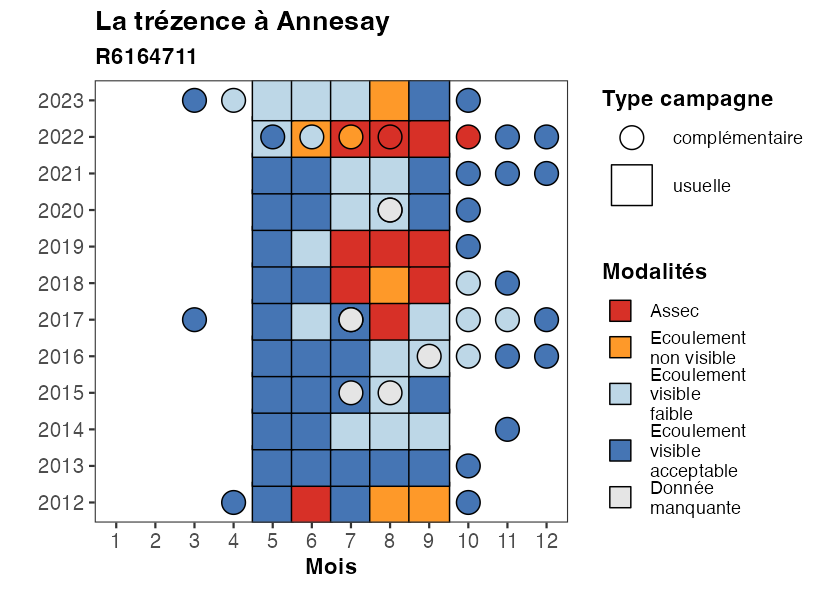 La trézence à Annesay
R6164711
2023
2022
2021
2020
2019
2018
2017
2016
2015
2014
2013
2012
1 2 3 4 5 6 7 8 9 10 11 12
Mois
Type campagne
complémentaire
usuelle
Modalités
Assec
Ecoulement
non visible
Ecoulement
visible
faible
Ecoulement
visible
acceptable
Donnée
manquante